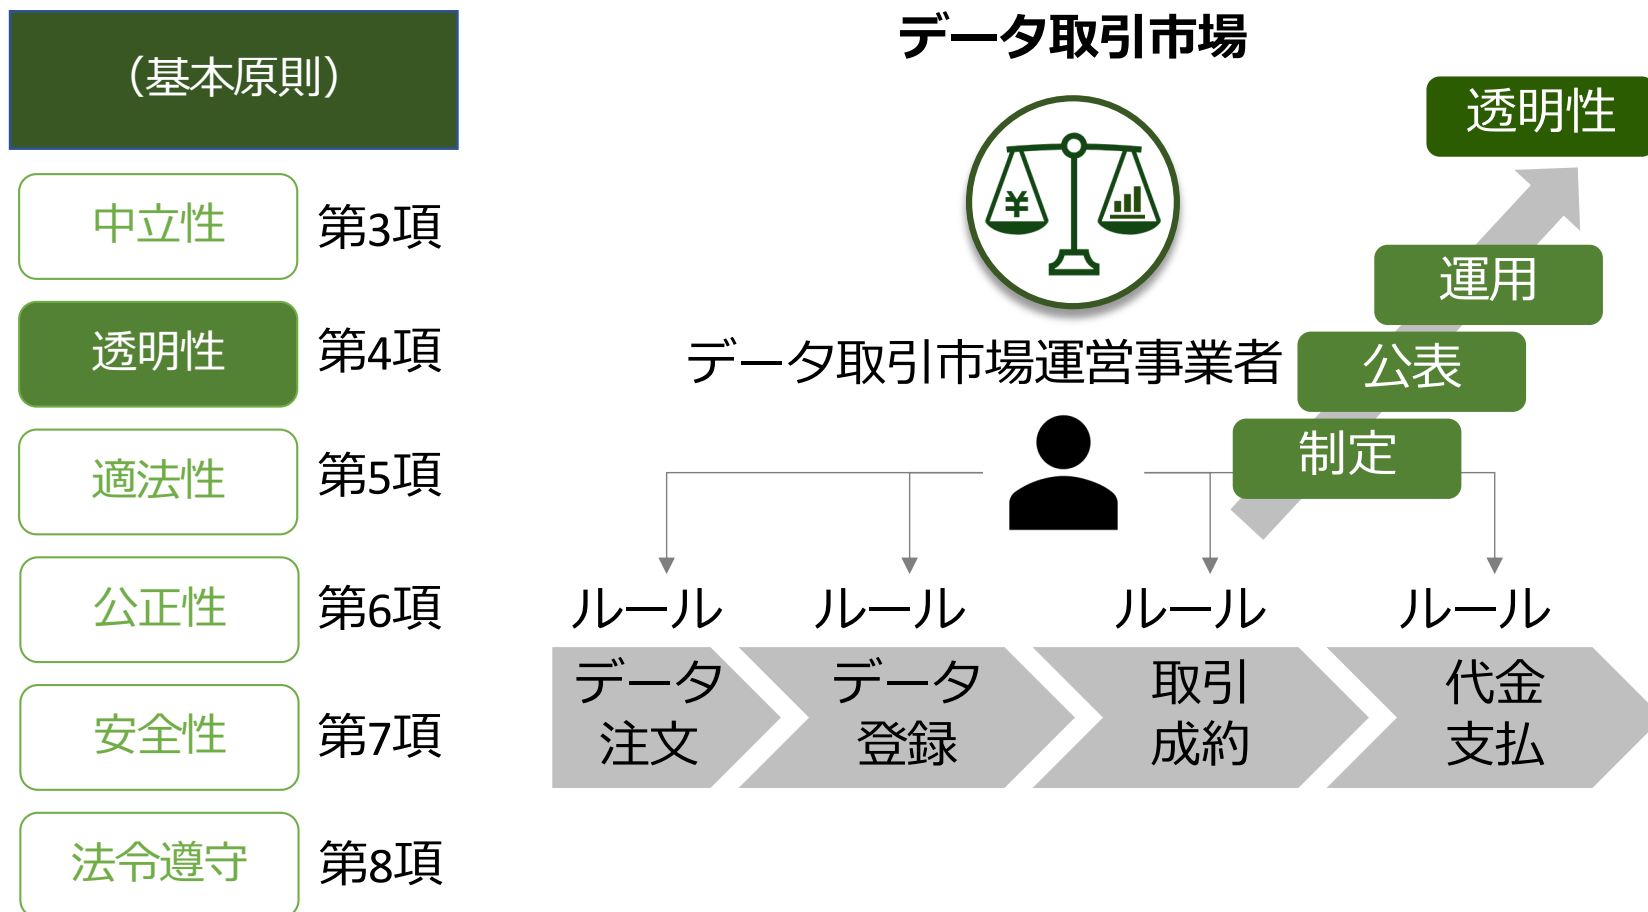 （基本原則）
中立性 第3項
透明性 第4項
適法性 第5項
公正性 第6項
安全性 第7項
法令遵守 第8項
データ取引市場
¥
透明性
運用
公表
制定
データ取引市場運営事業者
ルール ルール ルール ルール
データ
注文
データ
登録
取引
成約
代金
支払